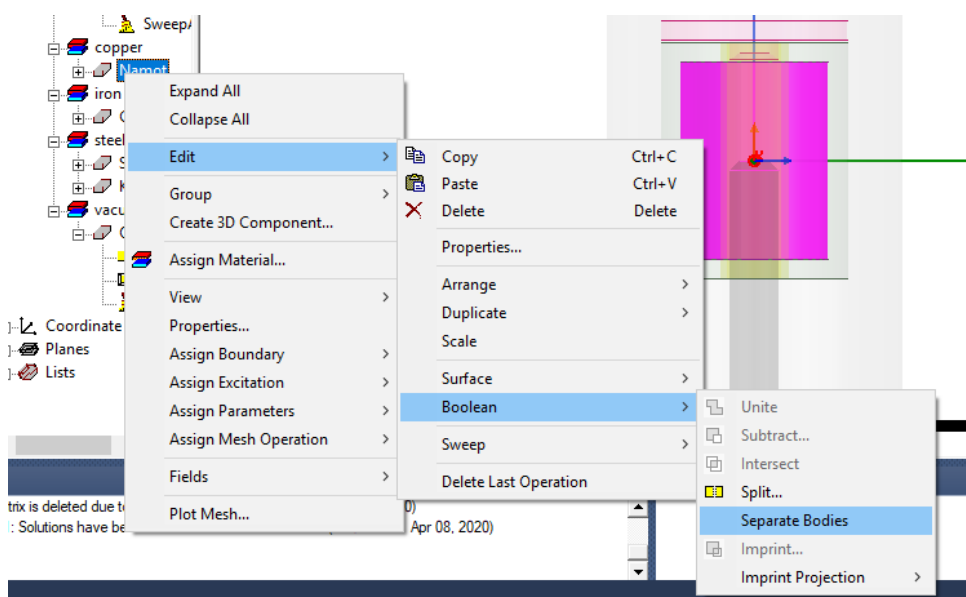 SweepA
copper
Namot
iron
steel
vacu
Coordinate
Planes
Lists
Expand All
Collapse All
Edit
Group
Create 3D Component...
Assign Material...
View
Properties...
Assign Boundary
Assign Excitation
Assign Parameters
Assign Mesh Operation
Fields
Plot Mesh...
Copy Ctrl+C
Paste Ctrl+V
Delete Delete
Properties...
Arrange
Duplicate
Scale
Surface
Boolean
Sweep
Delete Last Operation
Unite
Subtract...
Intersect
Split...
Separate Bodies
Imprint...
Imprint Projection
trix is deleted due t
: Solutions have be Apr 08, 2020)